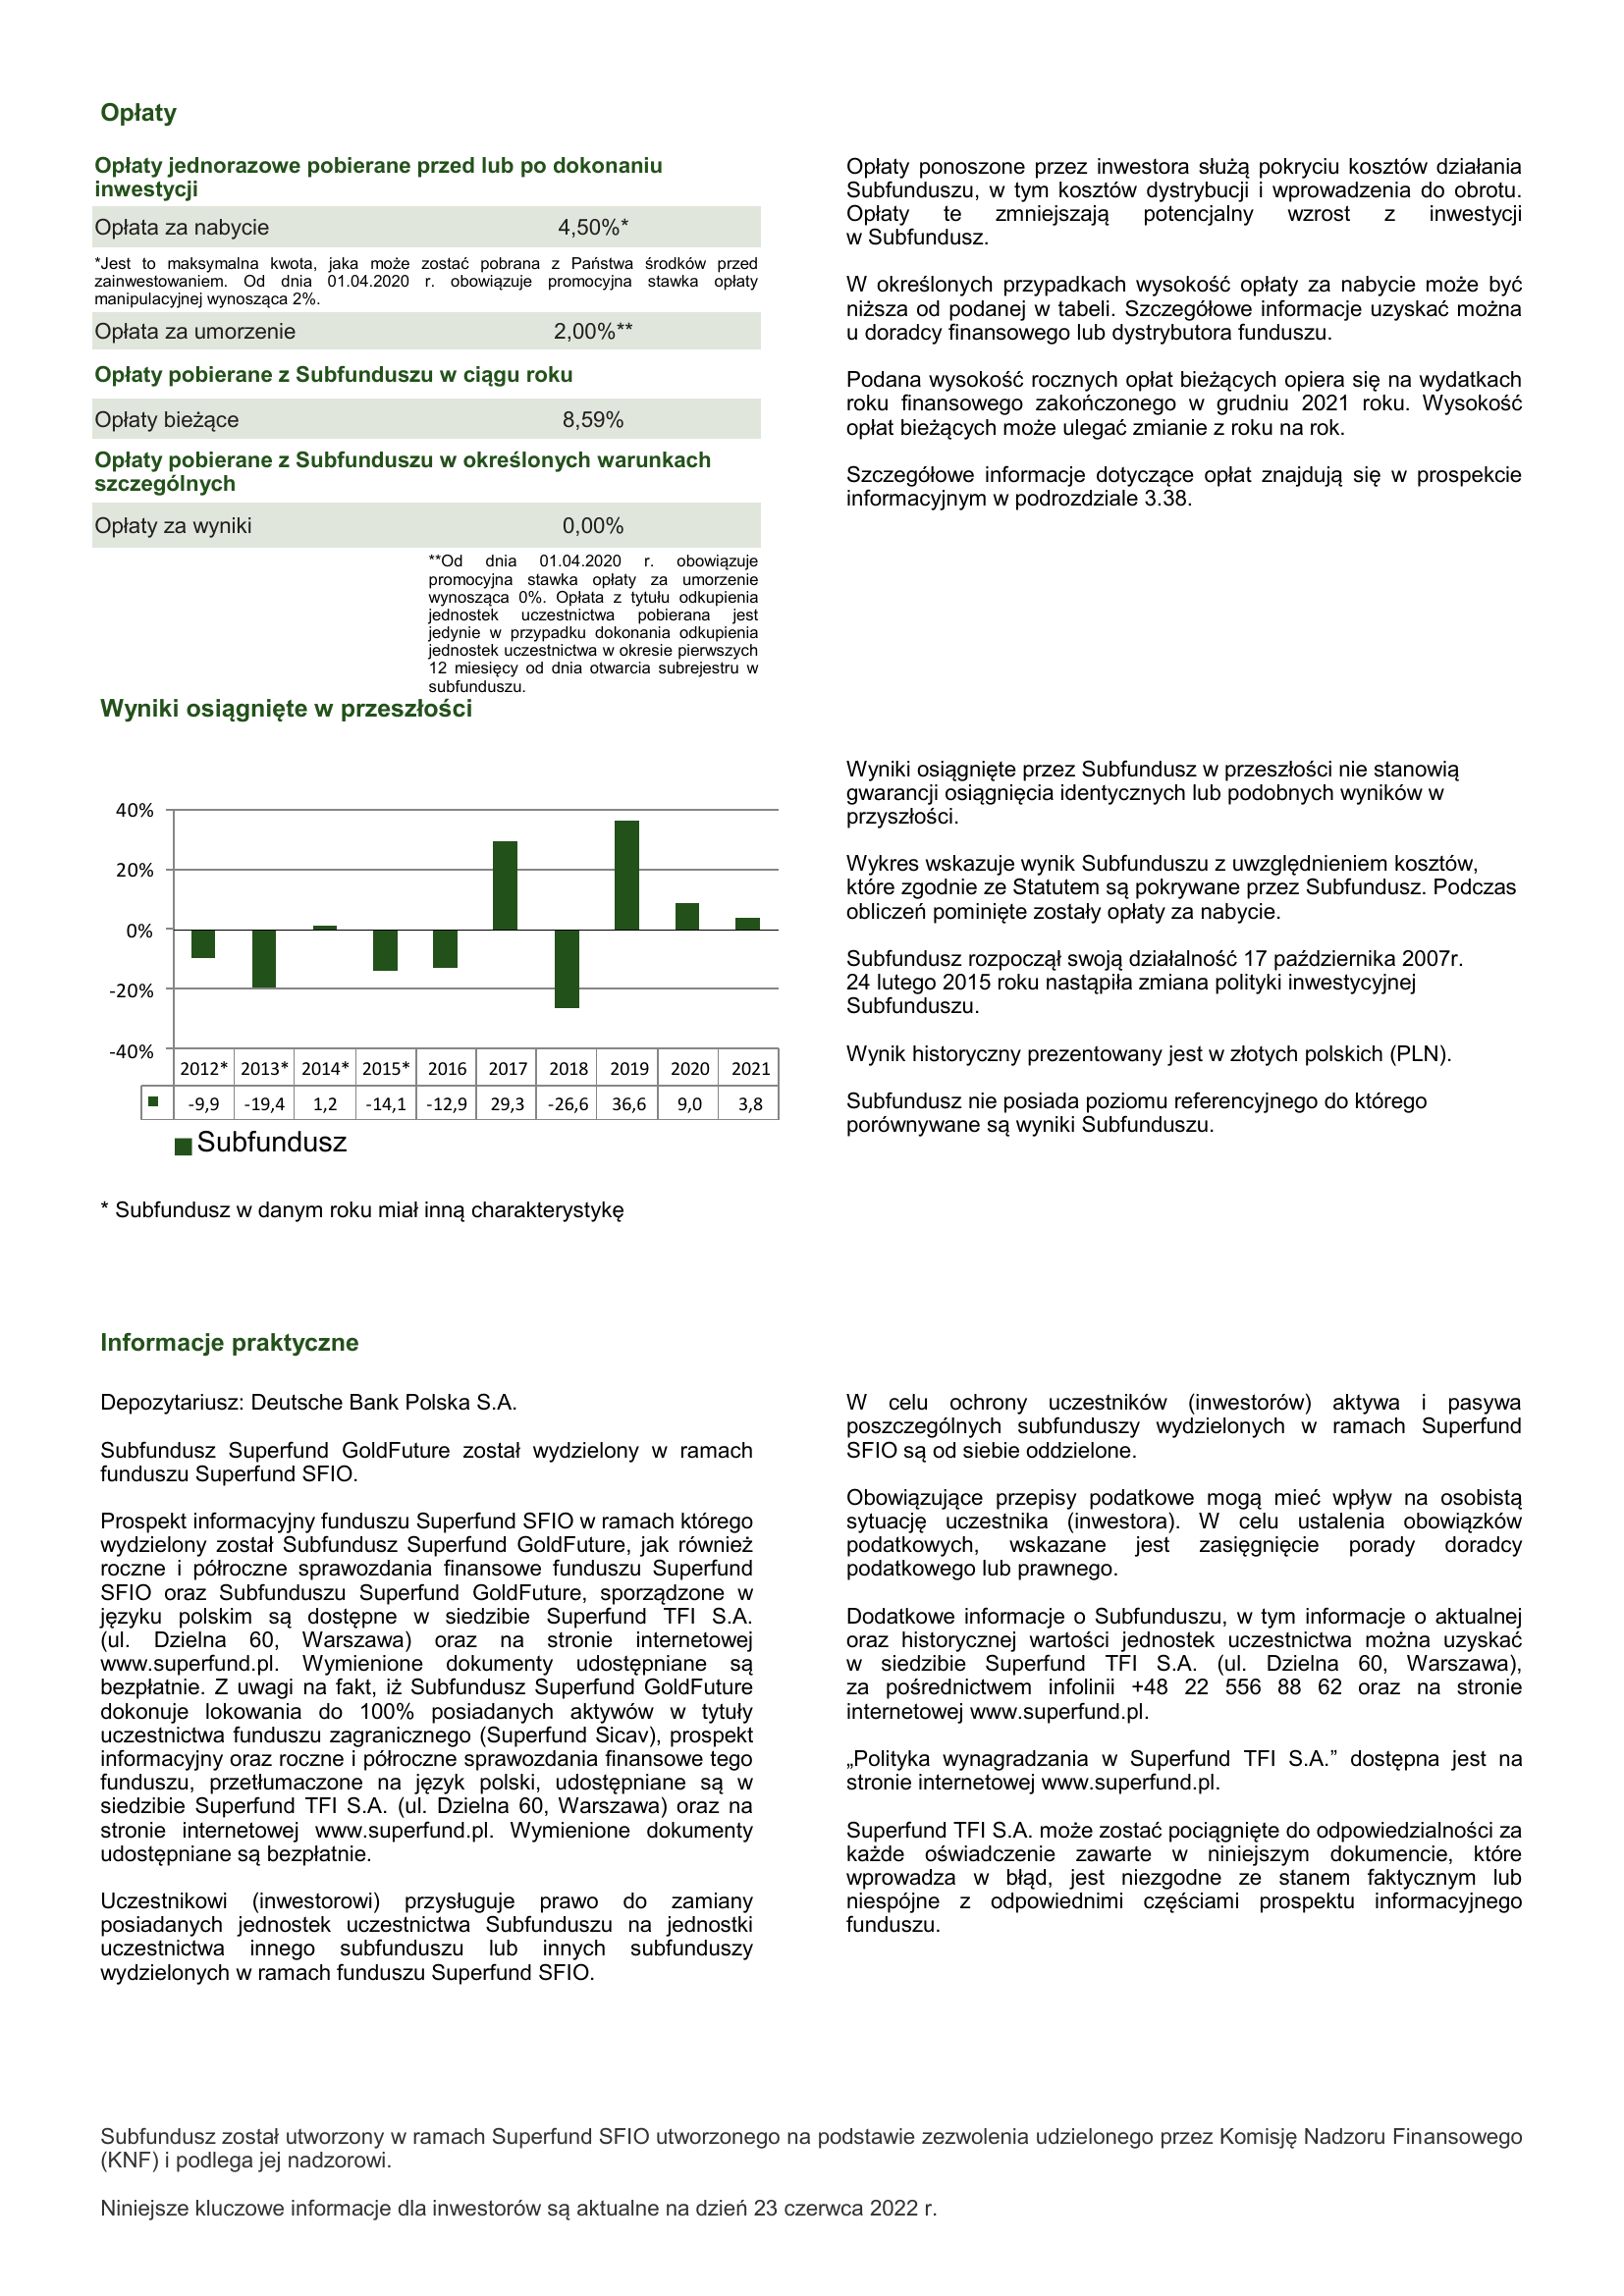 Opłaty
Opłaty jednorazowe pobierane przed lub po dokonaniu
inwestycji
Opłata za nabycie 4,50%*
*Jest to maksymalna kwota, jaka może zostać pobrana z Państwa środków przed
zainwestowaniem. Od dnia 01.04.2020 r. obowiązuje promocyjna stawka opłaty
manipulacyjnej wynosząca 2%.
Opłata za umorzenie 2,00%**
Opłaty pobierane z Subfunduszu w ciągu roku
Opłaty bieżące 8,59%
Opłaty pobierane z Subfunduszu w określonych warunkach
szczególnych
Opłaty za wyniki 0,00%
**Od dnia 01.04.2020 r. obowiązuje
promocyjna stawka opłaty za umorzenie
wynosząca 0%. Opłata z tytułu odkupienia
jednostek uczestnictwa pobierana jest
jedynie w przypadku dokonania odkupienia
jednostek uczestnictwa w okresie pierwszych
12 miesięcy od dnia otwarcia subrejestru w
subfunduszu.
Opłaty ponoszone przez inwestora służą pokryciu kosztów działania
Subfunduszu, w tym kosztów dystrybucji i wprowadzenia do obrotu.
Opłaty te zmniejszają potencjalny wzrost z inwestycji
w Subfundusz.
W określonych przypadkach wysokość opłaty za nabycie może być
niższa od podanej w tabeli. Szczegółowe informacje uzyskać można
u doradcy finansowego lub dystrybutora funduszu.
Podana wysokość rocznych opłat bieżących opiera się na wydatkach
roku finansowego zakończonego w grudniu 2021 roku. Wysokość
opłat bieżących może ulegać zmianie z roku na rok.
Szczegółowe informacje dotyczące opłat znajdują się w prospekcie
informacyjnym w podrozdziale 3.38.
Wyniki osiągnięte w przeszłości
40%
20%
0%
-20%
-40%
2012* 2013* 2014* 2015* 2016 2017 2018 2019 2020 2021
-9,9 -19,4 1,2 -14,1 -12,9 29,3 -26,6 36,6 9,0 3,8
Subfundusz
* Subfundusz w danym roku miał inną charakterystykę
Wyniki osiągnięte przez Subfundusz w przeszłości nie stanowią
gwarancji osiągnięcia identycznych lub podobnych wyników w
przyszłości.
Wykres wskazuje wynik Subfunduszu z uwzględnieniem kosztów,
które zgodnie ze Statutem są pokrywane przez Subfundusz. Podczas
obliczeń pominięte zostały opłaty za nabycie.
Subfundusz rozpoczął swoją działalność 17 października 2007r.
24 lutego 2015 roku nastąpiła zmiana polityki inwestycyjnej
Subfunduszu.
Wynik historyczny prezentowany jest w złotych polskich (PLN).
Subfundusz nie posiada poziomu referencyjnego do którego
porównywane są wyniki Subfunduszu.
Informacje praktyczne
Depozytariusz: Deutsche Bank Polska S.A.
Subfundusz Superfund GoldFuture został wydzielony w ramach
funduszu Superfund SFIO.
Prospekt informacyjny funduszu Superfund SFIO w ramach którego
wydzielony został Subfundusz Superfund GoldFuture, jak również
roczne i półroczne sprawozdania finansowe funduszu Superfund
SFIO oraz Subfunduszu Superfund GoldFuture, sporządzone w
języku polskim są dostępne w siedzibie Superfund TFI S.A.
(ul. Dzielna 60, Warszawa) oraz na stronie internetowej
www.superfund.pl. Wymienione dokumenty udostępniane są
bezpłatnie. Z uwagi na fakt, iż Subfundusz Superfund GoldFuture
dokonuje lokowania do 100% posiadanych aktywów w tytuły
uczestnictwa funduszu zagranicznego (Superfund Sicav), prospekt
informacyjny oraz roczne i półroczne sprawozdania finansowe tego
funduszu, przetłumaczone na język polski, udostępniane są w
siedzibie Superfund TFI S.A. (ul. Dzielna 60, Warszawa) oraz na
stronie internetowej www.superfund.pl. Wymienione dokumenty
udostępniane są bezpłatnie.
Uczestnikowi (inwestorowi) przysługuje prawo do zamiany
posiadanych jednostek uczestnictwa Subfunduszu na jednostki
uczestnictwa innego subfunduszu lub innych subfunduszy
wydzielonych w ramach funduszu Superfund SFIO.
W celu ochrony uczestników (inwestorów) aktywa i pasywa
poszczególnych subfunduszy wydzielonych w ramach Superfund
SFIO są od siebie oddzielone.
Obowiązujące przepisy podatkowe mogą mieć wpływ na osobistą
sytuację uczestnika (inwestora). W celu ustalenia obowiązków
podatkowych, wskazane jest zasięgnięcie porady doradcy
podatkowego lub prawnego.
Dodatkowe informacje o Subfunduszu, w tym informacje o aktualnej
oraz historycznej wartości jednostek uczestnictwa można uzyskać
w siedzibie Superfund TFI S.A. (ul. Dzielna 60, Warszawa),
za pośrednictwem infolinii +48 22 556 88 62 oraz na stronie
internetowej www.superfund.pl.
„Polityka wynagradzania w Superfund TFI S.A.” dostępna jest na
stronie internetowej www.superfund.pl.
Superfund TFI S.A. może zostać pociągnięte do odpowiedzialności za
każde oświadczenie zawarte w niniejszym dokumencie, które
wprowadza w błąd, jest niezgodne ze stanem faktycznym lub
niespójne z odpowiednimi częściami prospektu informacyjnego
funduszu.
Subfundusz został utworzony w ramach Superfund SFIO utworzonego na podstawie zezwolenia udzielonego przez Komisję Nadzoru Finansowego
(KNF) i podlega jej nadzorowi.
Niniejsze kluczowe informacje dla inwestorów są aktualne na dzień 23 czerwca 2022 r.